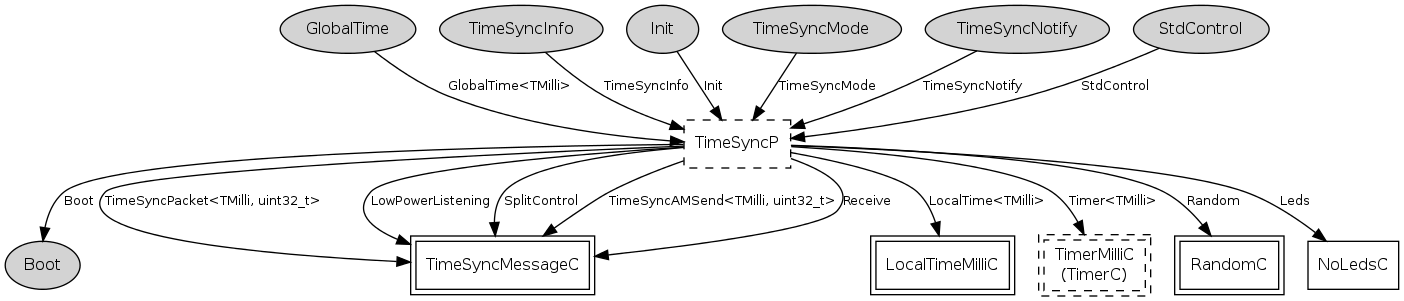 GlobalTime
TimeSyncInfo
Init
TimeSyncMode
TimeSyncNotify
StdControl
GlobalTime<TMilli>
TimeSyncInfo
Init
TimeSyncMode
TimeSyncNotify
StdControl
TimeSyncP
Boot
TimeSyncPacket<TMilli, uint32_t>
LowPowerListening
SplitControl
TimeSyncAMSend<TMilli, uint32_t>
Receive
LocalTime<TMilli>
Timer<TMilli>
Random
Leds
Boot
TimeSyncMessageC
LocalTimeMilliC
TimerMilliC
(TimerC)
RandomC
NoLedsC